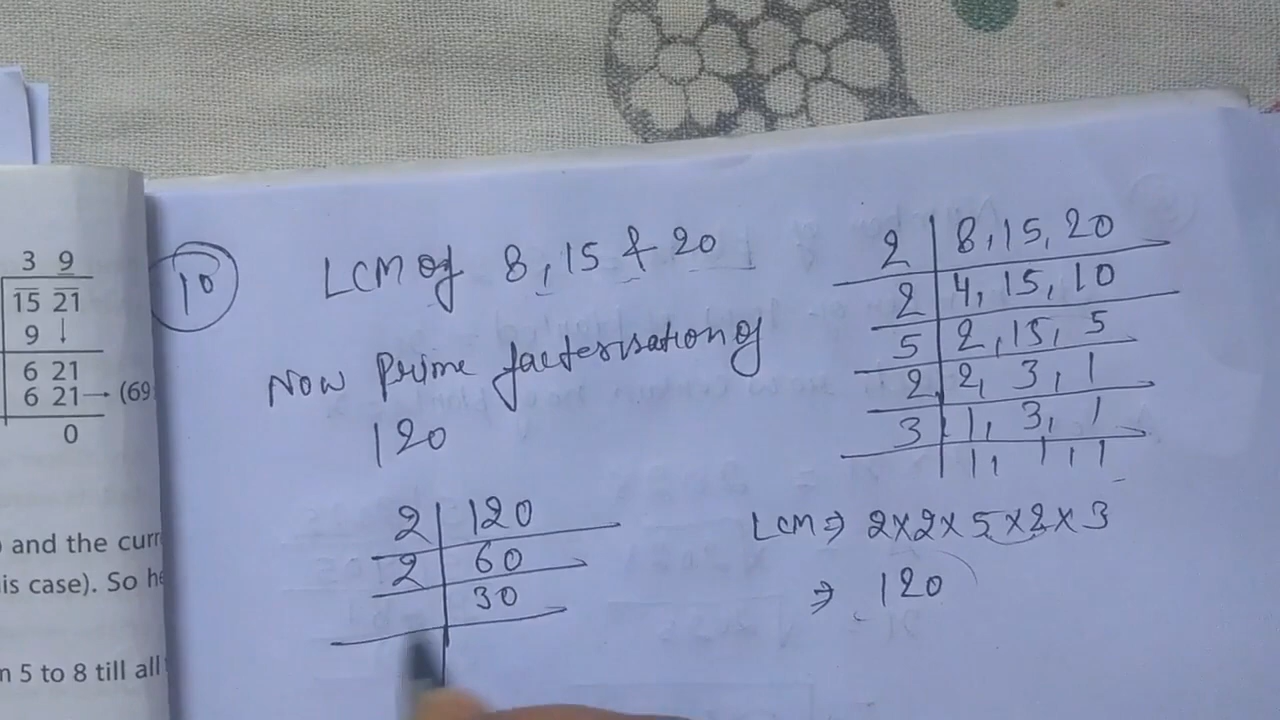 3 9
15 21
9 ↓
6 21
6 21→ (69
0
and the curr
is case). So he
n 5 to 8 till all
10
LCM of 8, 15 & 20
Now Prime factorisation of
120
2 | 120
2 | 60
30
2 | 8, 15, 20
2 | 4, 15, 10
5 | 2, 15, 5
2 | 2, 3, 1
3 | 1, 3, 1
1, 1, 1
LCM ⇒ 2×2×5×2×3
⇒ 120